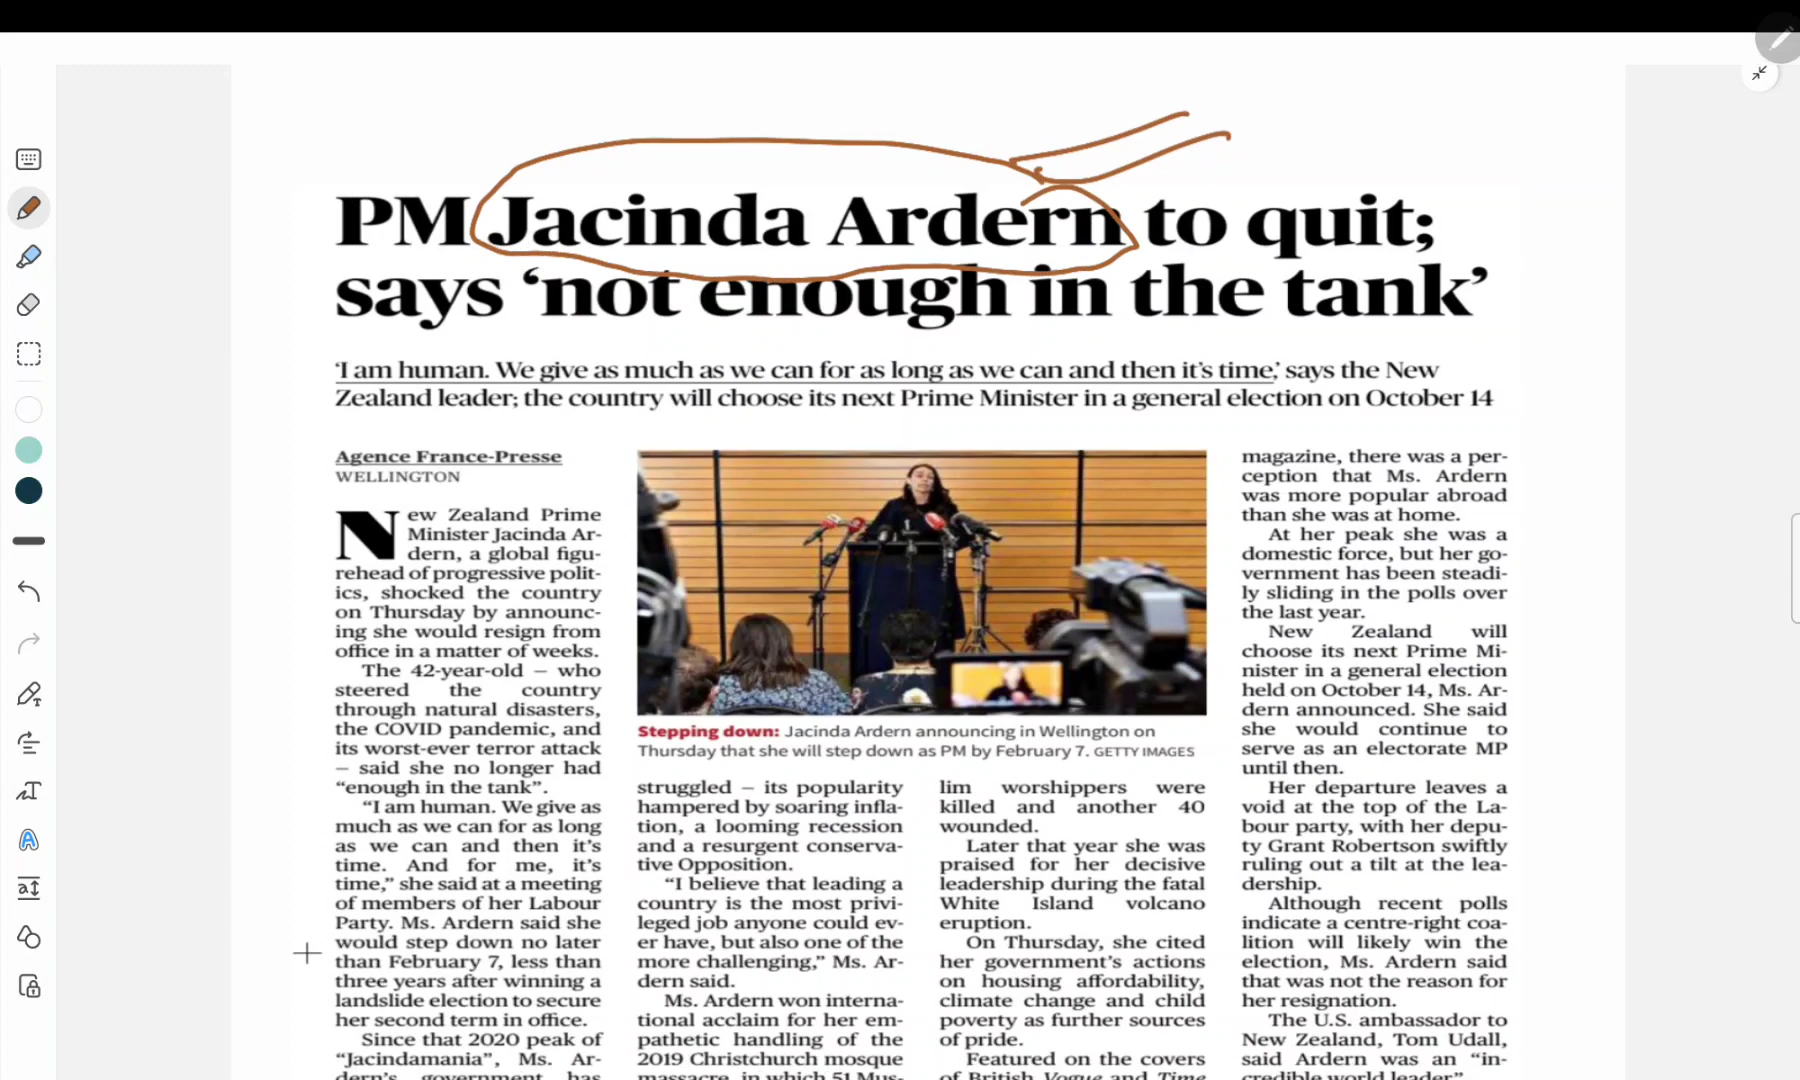 PM Jacinda Ardern to quit;
says ‘not enough in the tank’
‘I am human. We give as much as we can for as long as we can and then it’s time,’ says the New
Zealand leader; the country will choose its next Prime Minister in a general election on October 14
Agence France-Presse
WELLINGTON
New Zealand Prime
Minister Jacinda Ar-
dern, a global figu-
rehead of progressive polit-
ics, shocked the country
on Thursday by announc-
ing she would resign from
office in a matter of weeks.
The 42-year-old – who
steered the country
through natural disasters,
the COVID pandemic, and
its worst-ever terror attack
– said she no longer had
“enough in the tank”.
“I am human. We give as
much as we can for as long
as we can and then it’s
time. And for me, it’s
time,” she said at a meeting
of members of her Labour
Party. Ms. Ardern said she
would step down no later
than February 7, less than
three years after winning a
landslide election to secure
her second term in office.
Since that 2020 peak of
“Jacindamania”, Ms. Ar-
dern’s government has
Stepping down: Jacinda Ardern announcing in Wellington on
Thursday that she will step down as PM by February 7. GETTY IMAGES
struggled – its popularity
hampered by soaring infla-
tion, a looming recession
and a resurgent conserva-
tive Opposition.
“I believe that leading a
country is the most privi-
leged job anyone could ev-
er have, but also one of the
more challenging,” Ms. Ar-
dern said.
Ms. Ardern won interna-
tional acclaim for her em-
pathetic handling of the
2019 Christchurch mosque
massacre, in which 51 Mus-
lim worshippers were
killed and another 40
wounded.
Later that year she was
praised for her decisive
leadership during the fatal
White Island volcano
eruption.
On Thursday, she cited
her government’s actions
on housing affordability,
climate change and child
poverty as further sources
of pride.
Featured on the covers
of British Vogue and Time
magazine, there was a per-
ception that Ms. Ardern
was more popular abroad
than she was at home.
At her peak she was a
domestic force, but her go-
vernment has been steadi-
ly sliding in the polls over
the last year.
New Zealand will
choose its next Prime Mi-
nister in a general election
held on October 14, Ms. Ar-
dern announced. She said
she would continue to
serve as an electorate MP
until then.
Her departure leaves a
void at the top of the La-
bour party, with her depu-
ty Grant Robertson swiftly
ruling out a tilt at the lea-
dership.
Although recent polls
indicate a centre-right coa-
lition will likely win the
election, Ms. Ardern said
that was not the reason for
her resignation.
The U.S. ambassador to
New Zealand, Tom Udall,
said Ardern was an “in-
credible world leader”.